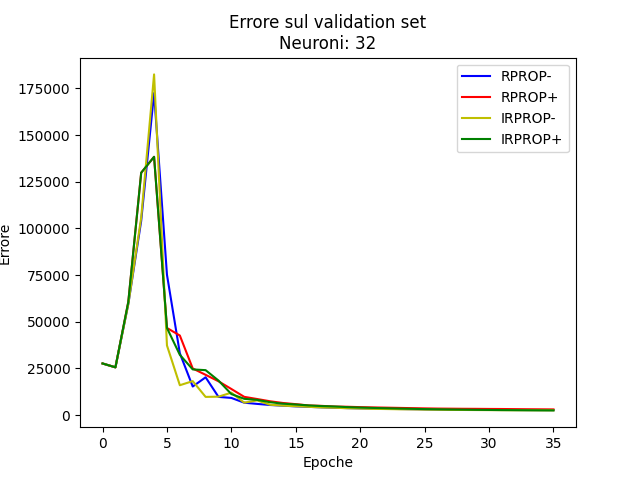 Errore sul validation set
Neuroni: 32
RPROP-
RPROP+
IRPROP-
IRPROP+
175000
150000
125000
100000
75000
50000
25000
0
Errore
0 5 10 15 20 25 30 35
Epoche